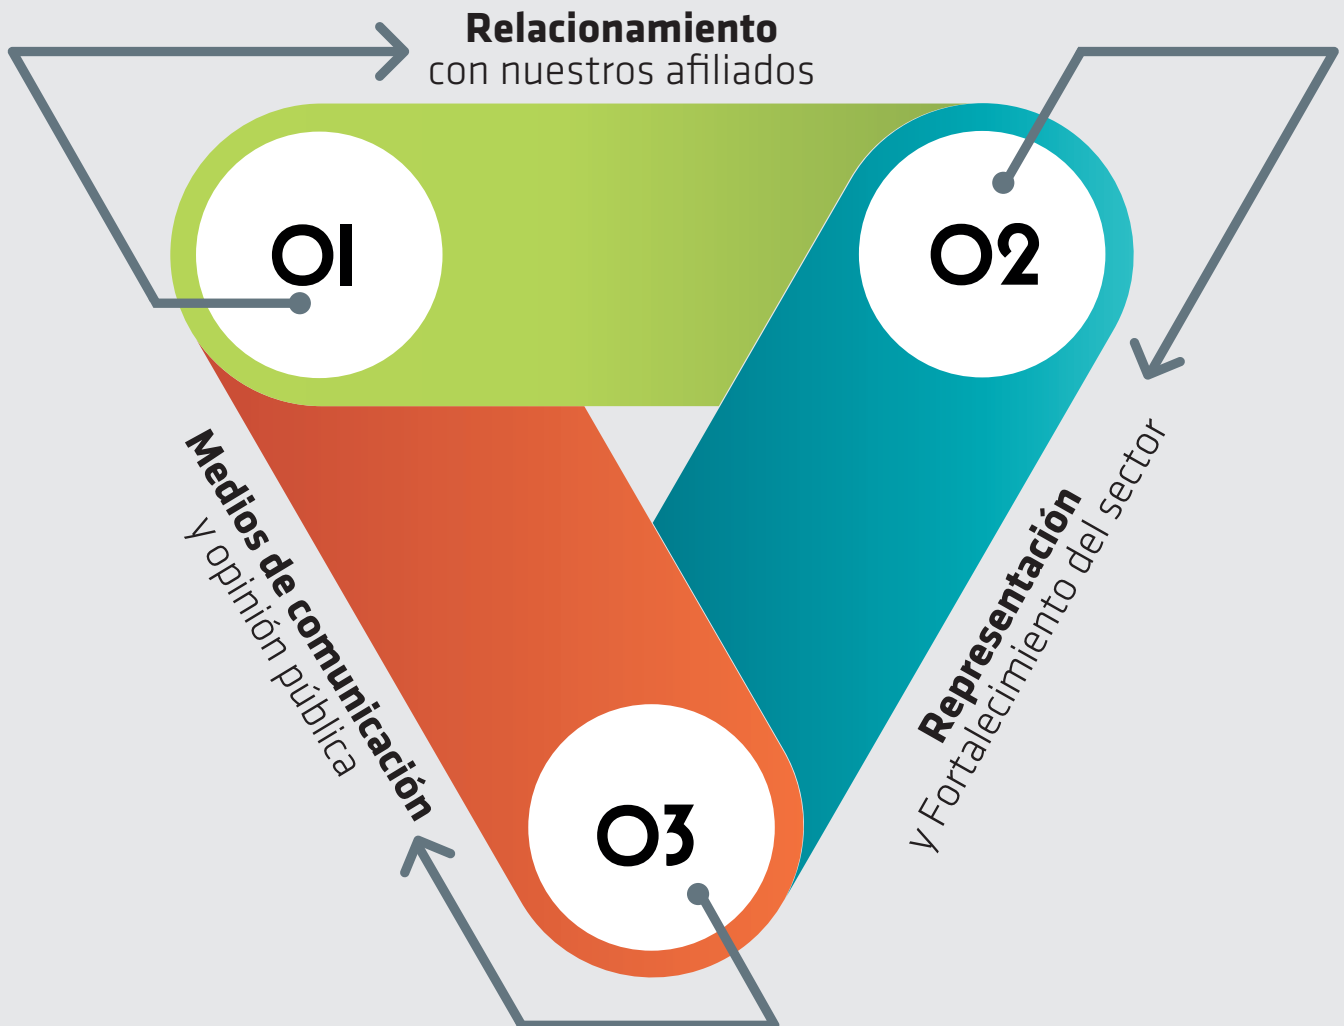 Relacionamiento
con nuestros afiliados
01
02
Representación
y Fortalecimiento del sector
03
Medios de comunicación
y opinión pública